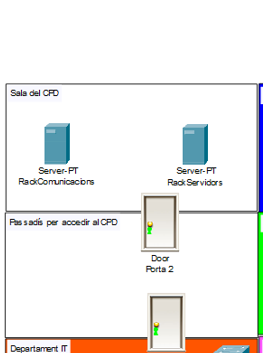 Sala del CPD
Server-PT
RackComunicacions
Server-PT
RackServidors
Passadís per accedir al CPD
Door
Porta 2
Departament IT